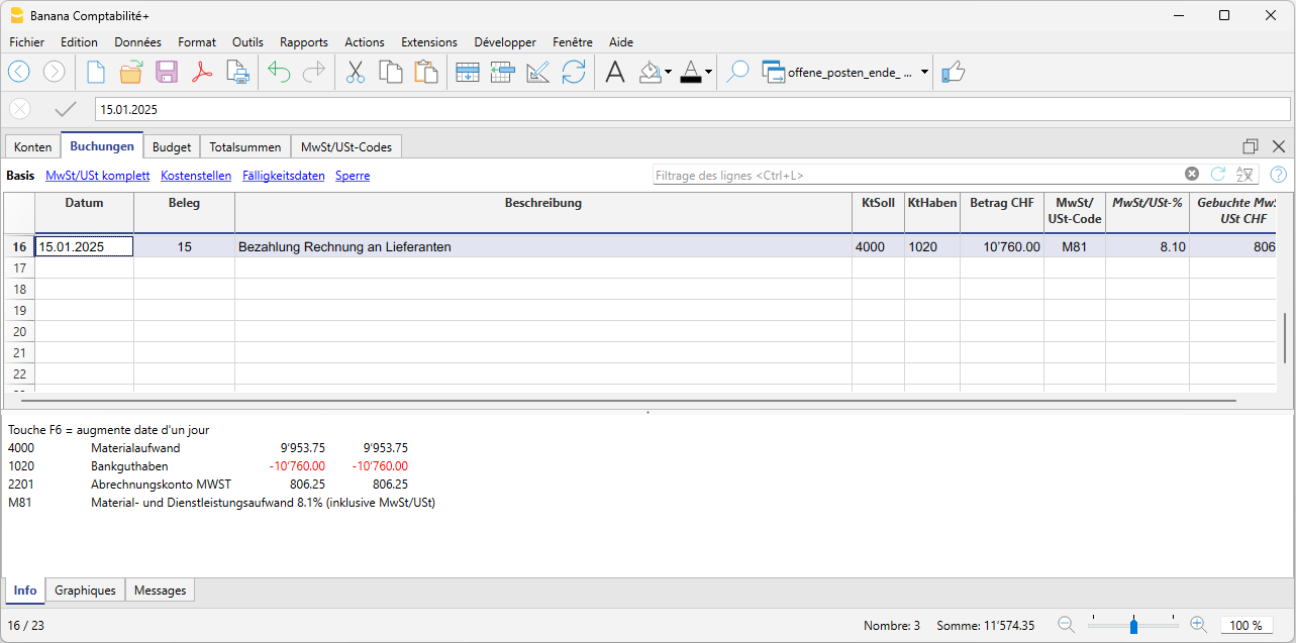 Banana Comptabilité+
Fichier Edition Données Format Outils Rapports Actions Extensions Développer Fenêtre Aide
offene_posten_ende_ ...
15.01.2025
Konten Buchungen Budget Totalsummen MwSt/USt-Codes
Basis MwSt/USt komplett Kostenstellen Fälligkeitsdaten Sperre Filtrage des lignes <Ctrl+L>
Datum Beleg Beschreibung KtSoll KtHaben Betrag CHF MwSt/ MwSt/USt-% Gebuchte MwS
USt-Code USt CHF
16 15.01.2025 15 Bezahlung Rechnung an Lieferanten 4000 1020 10'760.00 M81 8.10 806
17
18
19
20
21
22
Touche F6 = augmente date d'un jour
4000 Materialaufwand 9'953.75 9'953.75
1020 Bankguthaben -10'760.00 -10'760.00
2201 Abrechnungskonto MWST 806.25 806.25
M81 Material- und Dienstleistungsaufwand 8.1% (inklusive MwSt/USt)
Info Graphiques Messages
16 / 23 Nombre: 3 Somme: 11'574.35 100 %